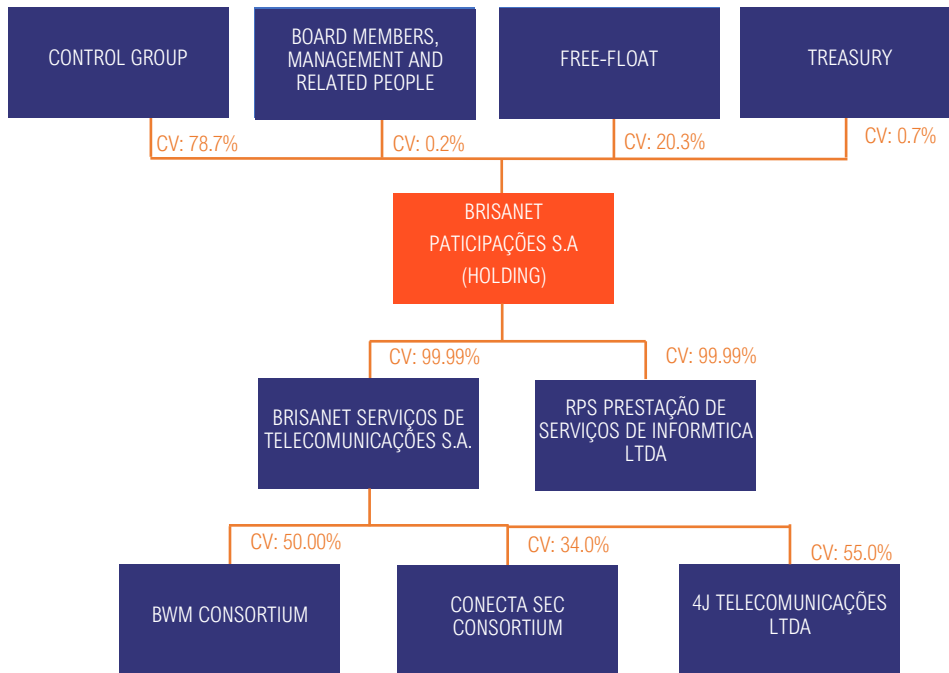 CONTROL GROUP
BOARD MEMBERS,
MANAGEMENT AND
RELATED PEOPLE
FREE-FLOAT
TREASURY
CV: 78.7%
CV: 0.2%
CV: 20.3%
CV: 0.7%
BRISANET
PATICIPAÇÕES S.A
(HOLDING)
CV: 99.99%
CV: 99.99%
BRISANET SERVIÇOS DE
TELECOMUNICAÇÕES S.A.
RPS PRESTAÇÃO DE
SERVIÇOS DE INFORMTICA
LTDA
CV: 50.00%
CV: 34.0%
CV: 55.0%
BWM CONSORTIUM
CONECTA SEC
CONSORTIUM
4J TELECOMUNICAÇÕES
LTDA